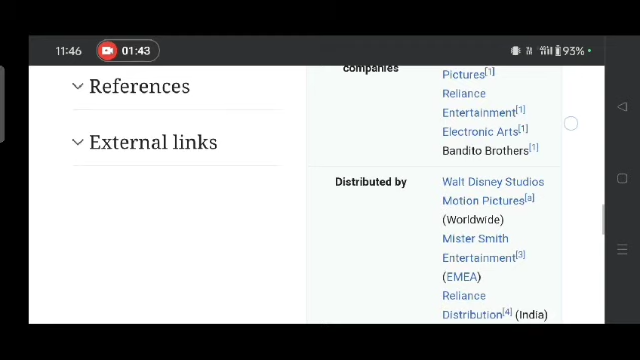 11:46 01:43 93%
References
External links
companies
Pictures[1]
Reliance
Entertainment[1]
Electronic Arts[1]
Bandito Brothers[1]
Distributed by
Walt Disney Studios
Motion Pictures[a]
(Worldwide)
Mister Smith
Entertainment[3]
(EMEA)
Reliance
Distribution[4] (India)